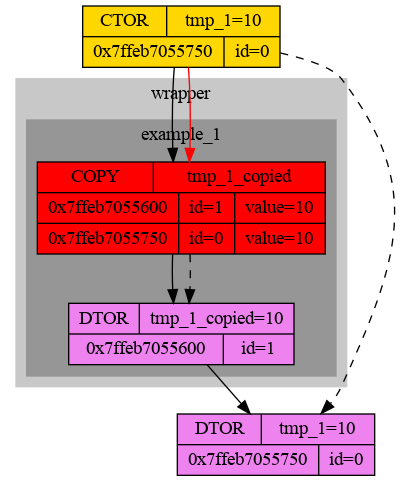 CTOR tmp_1=10
0x7ffeb7055750 id=0
wrapper
example_1
COPY tmp_1_copied
0x7ffeb7055600 id=1 value=10
0x7ffeb7055750 id=0 value=10
DTOR tmp_1_copied=10
0x7ffeb7055600 id=1
DTOR tmp_1=10
0x7ffeb7055750 id=0